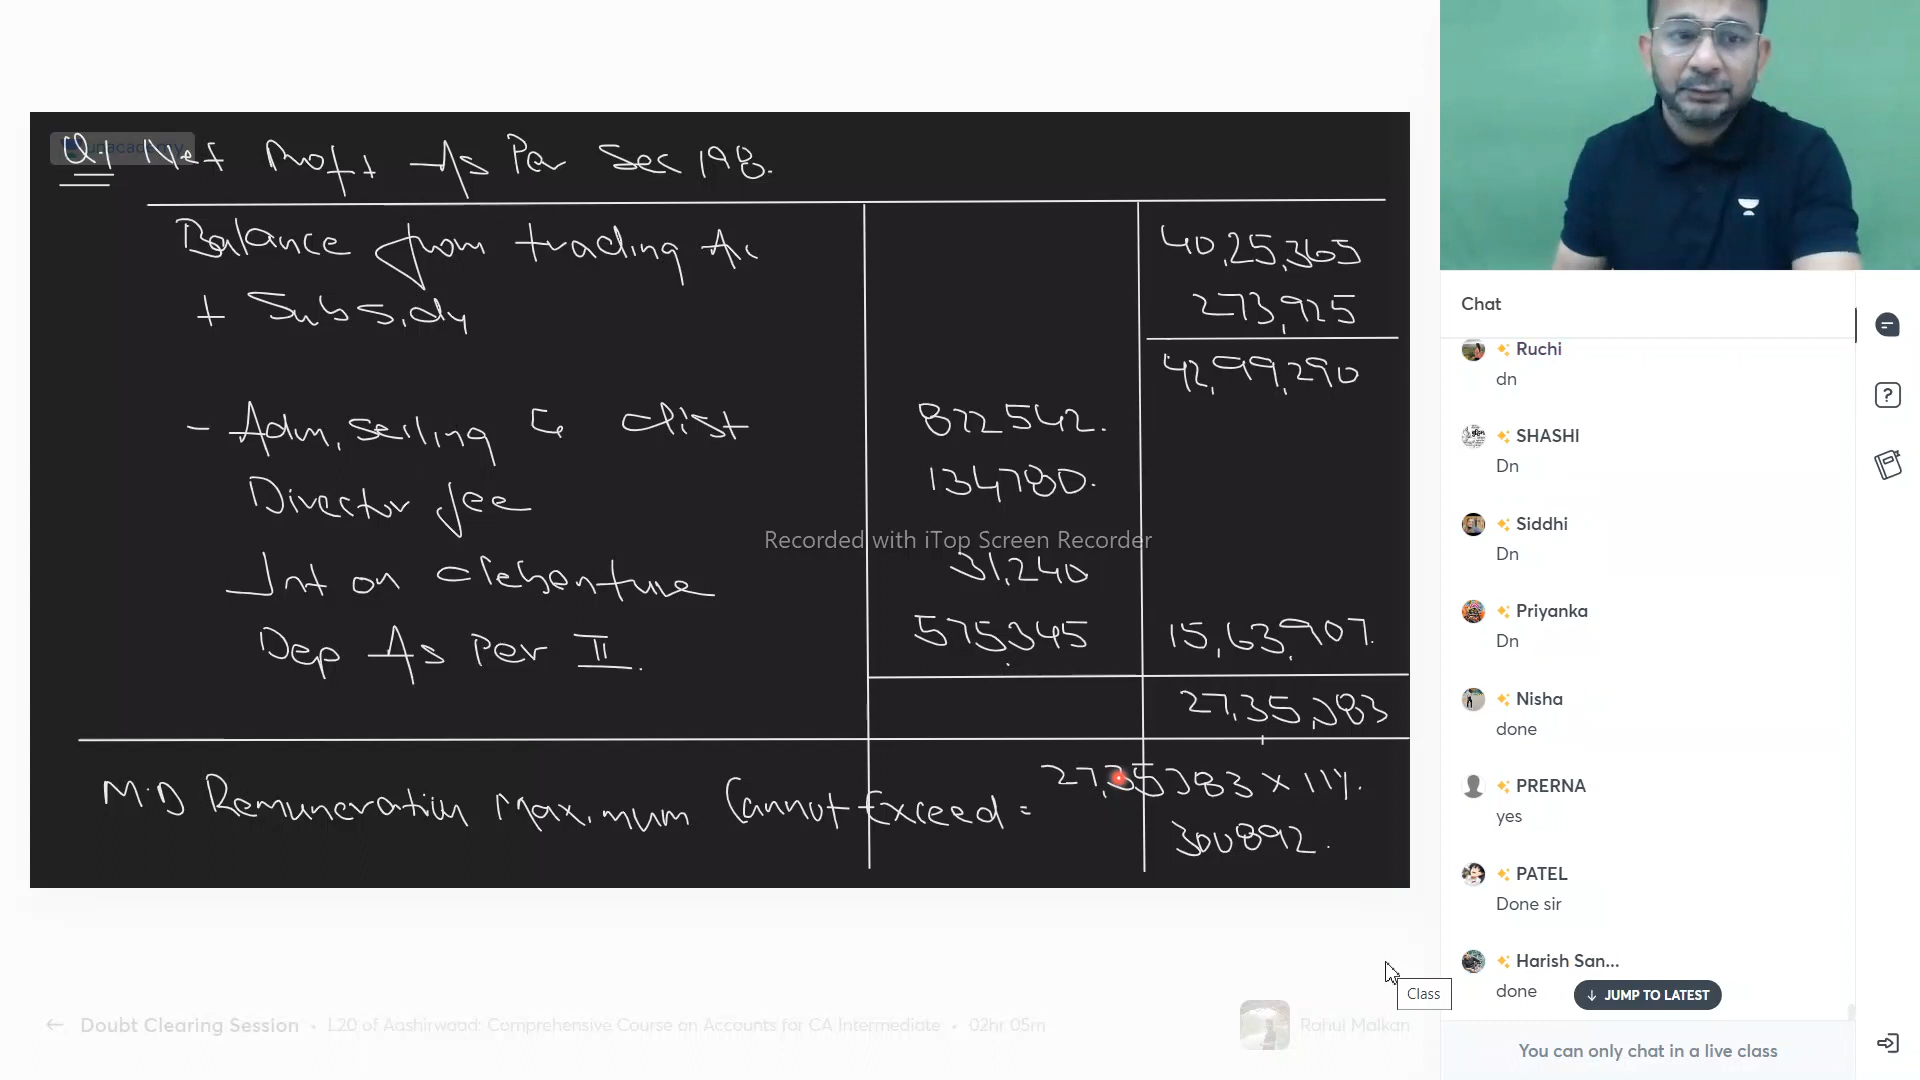 Q.1 Net Profit As Per Sec 198.
unacademy
Balance from trading A/c 40,25,365
+ Subsidy 273,925
42,99,290
- Adm, selling & dist 822542.
Director fee 134780.
Recorded with iTop Screen Recorder
Int on debenture 31,240
Dep As Per II. 575,345 15,63,907.
27,35,383
M.D Remuneration Maximum Cannot Exceed = 27,35383 x 11%.
300892.
Class
Doubt Clearing Session • L20 of Aashirwaad: Comprehensive Course on Accounts for CA Intermediate • 02hr 05m
Rahul Malkan
Chat
Ruchi
dn
SHASHI
Dn
Siddhi
Dn
Priyanka
Dn
Nisha
done
PRERNA
yes
PATEL
Done sir
Harish San...
done
JUMP TO LATEST
You can only chat in a live class